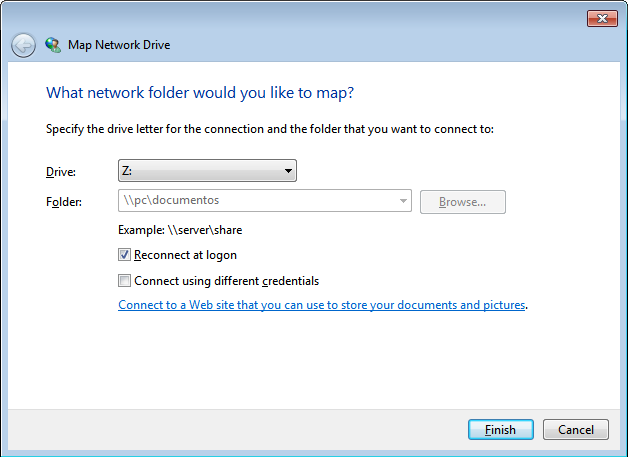 Map Network Drive
What network folder would you like to map?
Specify the drive letter for the connection and the folder that you want to connect to:
Drive: Z:
Folder: \\pc\documentos Browse...
Example: \\server\share
Reconnect at logon
Connect using different credentials
Connect to a Web site that you can use to store your documents and pictures.
Finish Cancel